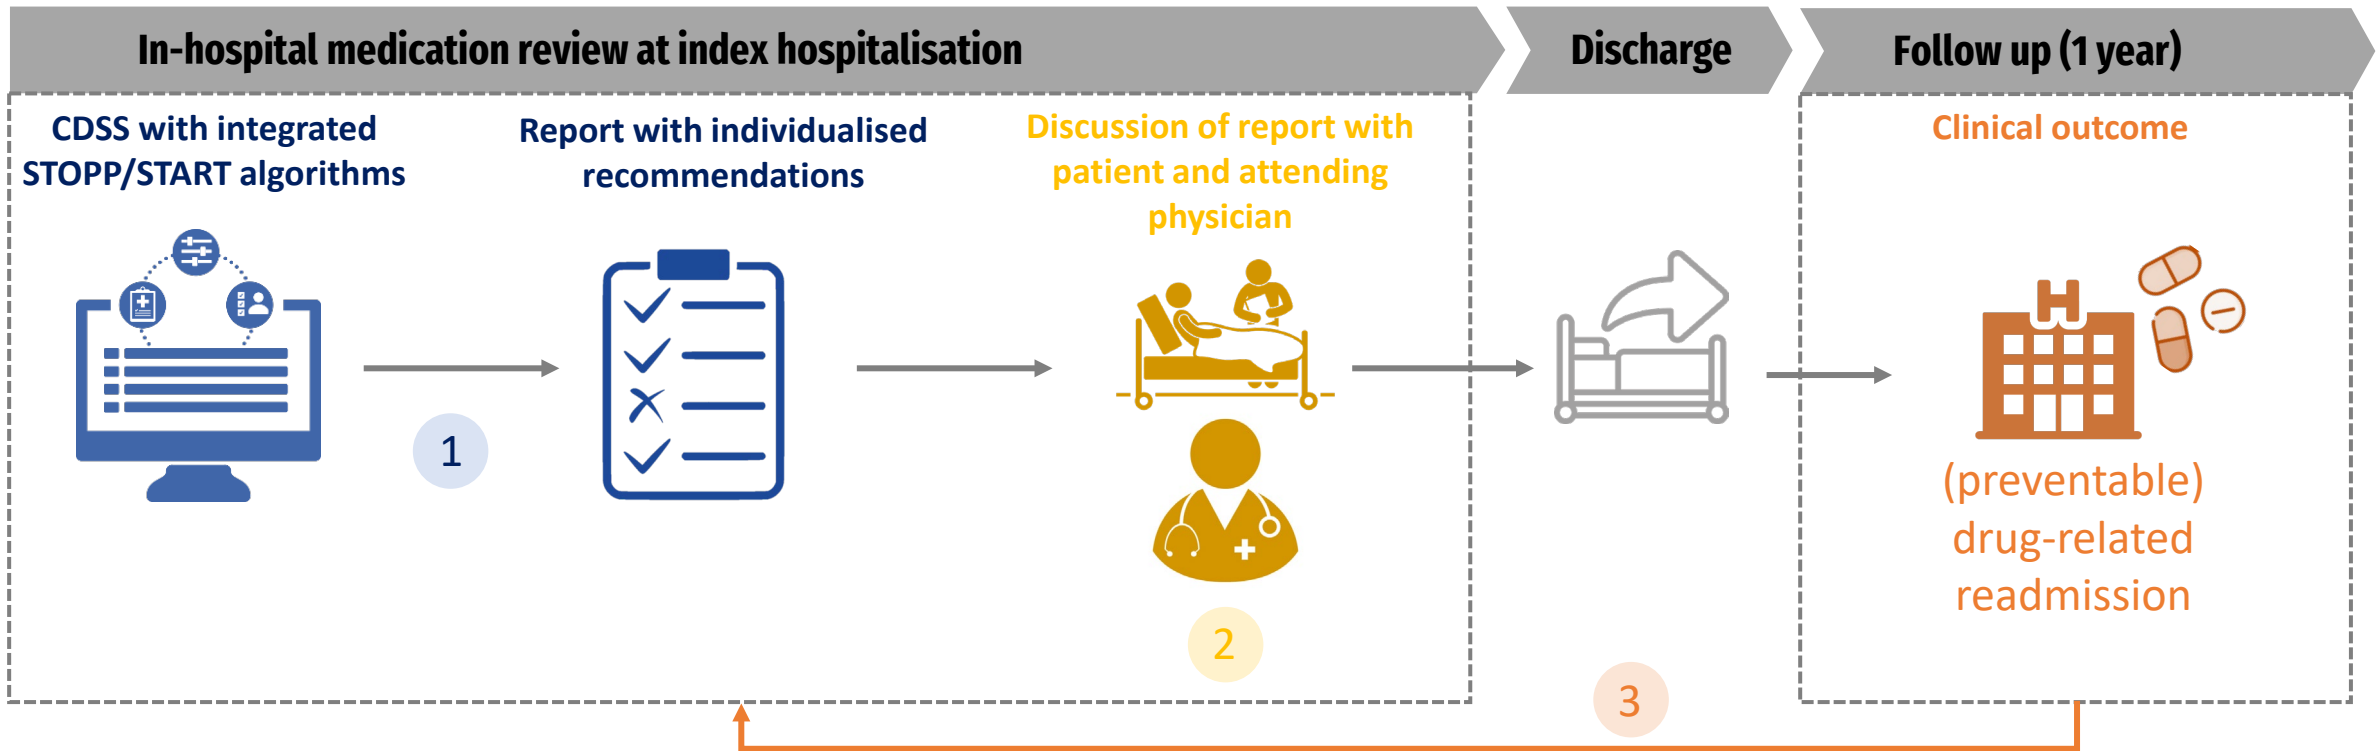 In-hospital medication review at index hospitalisation
Discharge
Follow up (1 year)
CDSS with integrated
STOPP/START algorithms
Report with individualised
recommendations
Discussion of report with
patient and attending
physician
Clinical outcome
1
2
3
H
(preventable)
drug-related
readmission